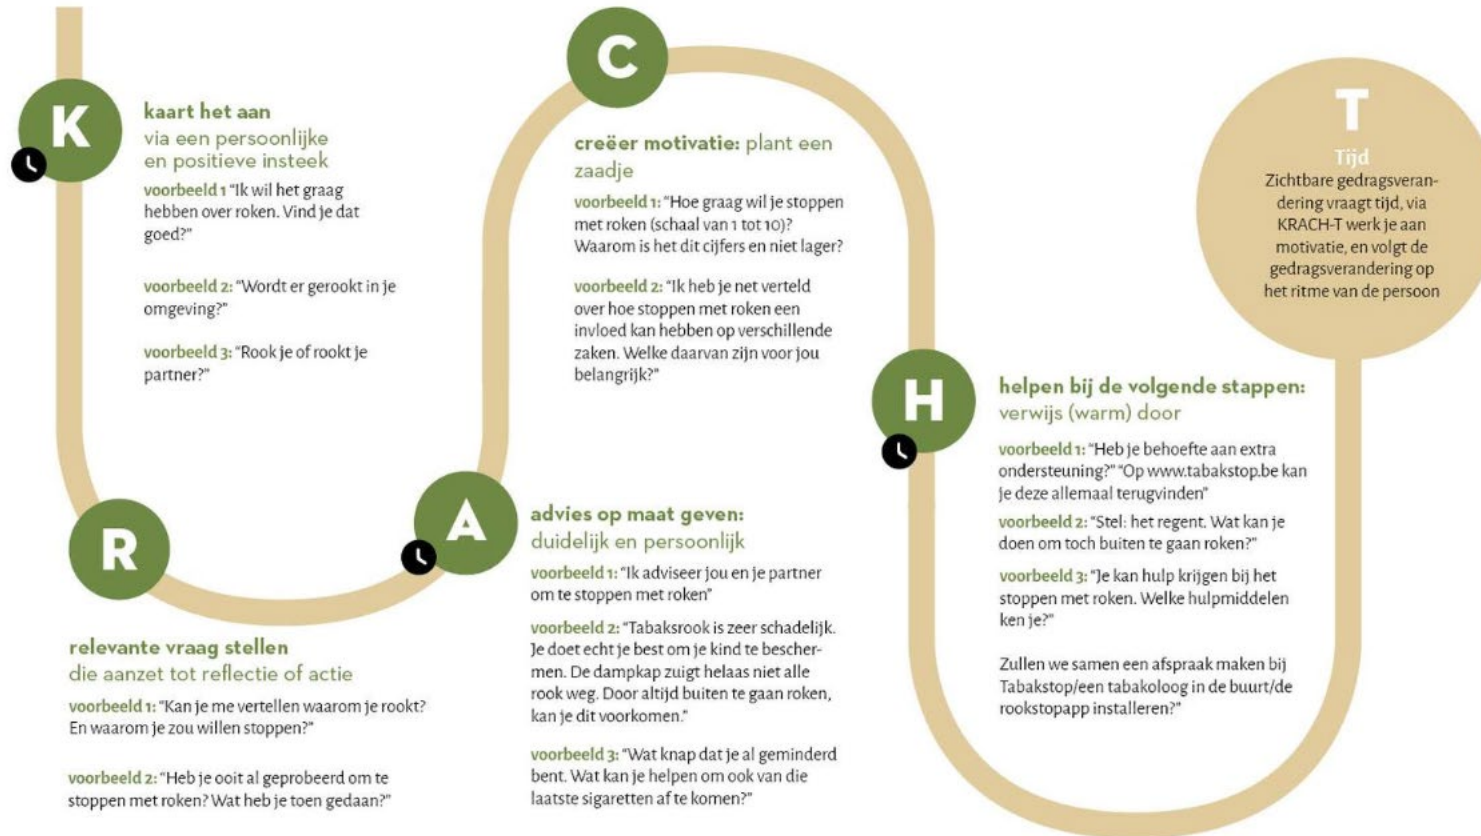 K
kaart het aan
via een persoonlijke
en positieve insteek
voorbeeld 1 “Ik wil het graag
hebben over roken. Vind je dat
goed?”
voorbeeld 2: “Wordt er gerookt in je
omgeving?”
voorbeeld 3: “Rook je of rookt je
partner?”
R
relevante vraag stellen
die aanzet tot reflectie of actie
voorbeeld 1: “Kan je me vertellen waarom je rookt?
En waarom je zou willen stoppen?”
voorbeeld 2: “Heb je ooit al geprobeerd om te
stoppen met roken? Wat heb je toen gedaan?”
A
advies op maat geven:
duidelijk en persoonlijk
voorbeeld 1: “Ik adviseer jou en je partner
om te stoppen met roken”
voorbeeld 2: “Tabaksrook is zeer schadelijk.
Je doet echt je best om je kind te bescher-
men. De dampkap zuigt helaas niet alle
rook weg. Door altijd buiten te gaan roken,
kan je dit voorkomen.”
voorbeeld 3: “Wat knap dat je al geminderd
bent. Wat kan je helpen om ook van die
laatste sigaretten af te komen?”
C
creëer motivatie: plant een
zaadje
voorbeeld 1: “Hoe graag wil je stoppen
met roken (schaal van 1 tot 10)?
Waarom is het dit cijfers en niet lager?
voorbeeld 2: “Ik heb je net verteld
over hoe stoppen met roken een
invloed kan hebben op verschillende
zaken. Welke daarvan zijn voor jou
belangrijk?”
H
helpen bij de volgende stappen:
verwijs (warm) door
voorbeeld 1: “Heb je behoefte aan extra
ondersteuning?” “Op www.tabakstop.be kan
je deze allemaal terugvinden”
voorbeeld 2: “Stel: het regent. Wat kan je
doen om toch buiten te gaan roken?”
voorbeeld 3: “Je kan hulp krijgen bij het
stoppen met roken. Welke hulpmiddelen
ken je?”
Zullen we samen een afspraak maken bij
Tabakstop/een tabakoloog in de buurt/de
rookstopapp installeren?”
T
Tijd
Zichtbare gedragsveran-
dering vraagt tijd, via
KRACH-T werk je aan
motivatie, en volgt de
gedragsverandering op
het ritme van de persoon